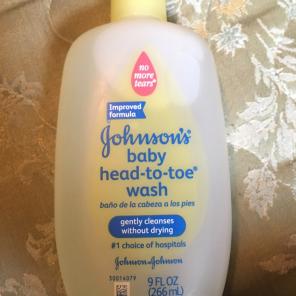 no
more
tears®
Improved
formula
Johnson's®
baby
head-to-toe®
wash
baño de la cabeza a los pies
gently cleanses
without drying
#1 choice of hospitals
Johnson & Johnson
30014079
9 FL OZ
(266 mL)